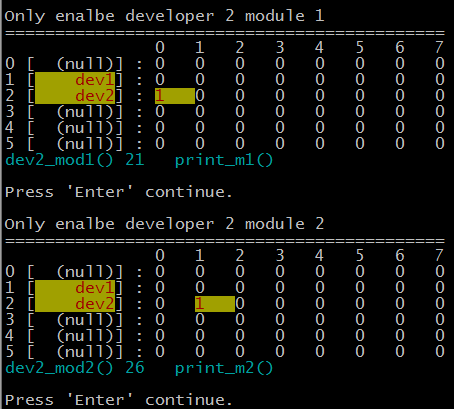 Only enalbe developer 2 module 1
============================================
0 1 2 3 4 5 6 7
0 [ (null)] : 0 0 0 0 0 0 0 0
1 [ dev1] : 0 0 0 0 0 0 0 0
2 [ dev2] : 1 0 0 0 0 0 0 0
3 [ (null)] : 0 0 0 0 0 0 0 0
4 [ (null)] : 0 0 0 0 0 0 0 0
5 [ (null)] : 0 0 0 0 0 0 0 0
dev2_mod1() 21 print_m1()
Press 'Enter' continue.
Only enalbe developer 2 module 2
============================================
0 1 2 3 4 5 6 7
0 [ (null)] : 0 0 0 0 0 0 0 0
1 [ dev1] : 0 0 0 0 0 0 0 0
2 [ dev2] : 0 1 0 0 0 0 0 0
3 [ (null)] : 0 0 0 0 0 0 0 0
4 [ (null)] : 0 0 0 0 0 0 0 0
5 [ (null)] : 0 0 0 0 0 0 0 0
dev2_mod2() 26 print_m2()
Press 'Enter' continue.